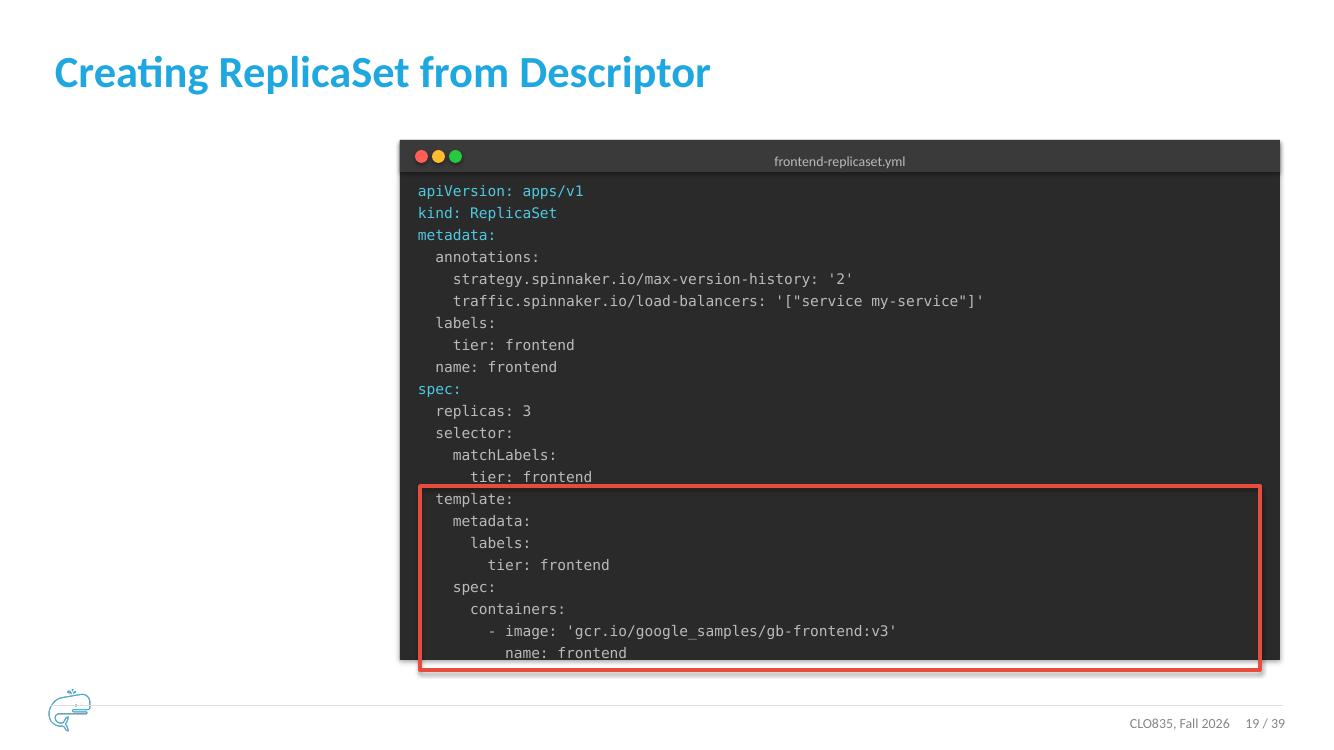 Creating ReplicaSet from Descriptor
frontend-replicaset.yml
apiVersion: apps/v1
kind: ReplicaSet
metadata:
  annotations:
    strategy.spinnaker.io/max-version-history: '2'
    traffic.spinnaker.io/load-balancers: '["service my-service"]'
  labels:
    tier: frontend
  name: frontend
spec:
  replicas: 3
  selector:
    matchLabels:
      tier: frontend
  template:
    metadata:
      labels:
        tier: frontend
    spec:
      containers:
        - image: 'gcr.io/google_samples/gb-frontend:v3'
          name: frontend
CLO835, Fall 2026 19 / 39